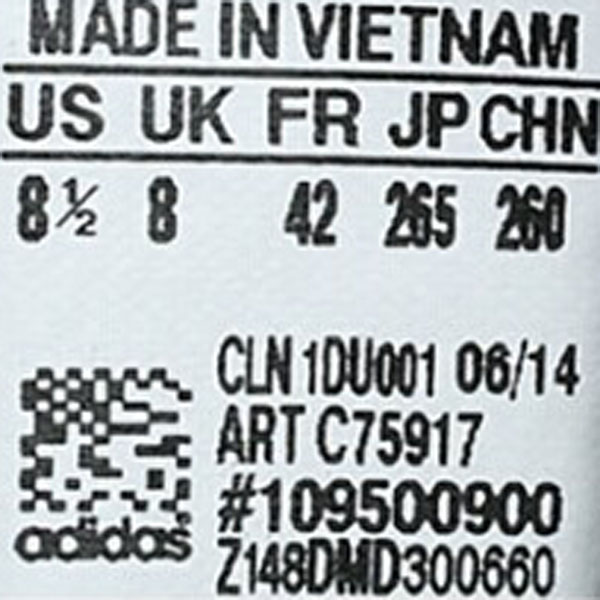 MADE IN VIETNAM
US UK FR JP CHN
8½ 8 42 265 260
CLN 1DU001 06/14
ART C75917
#109500900
adidas
Z148DMD300660